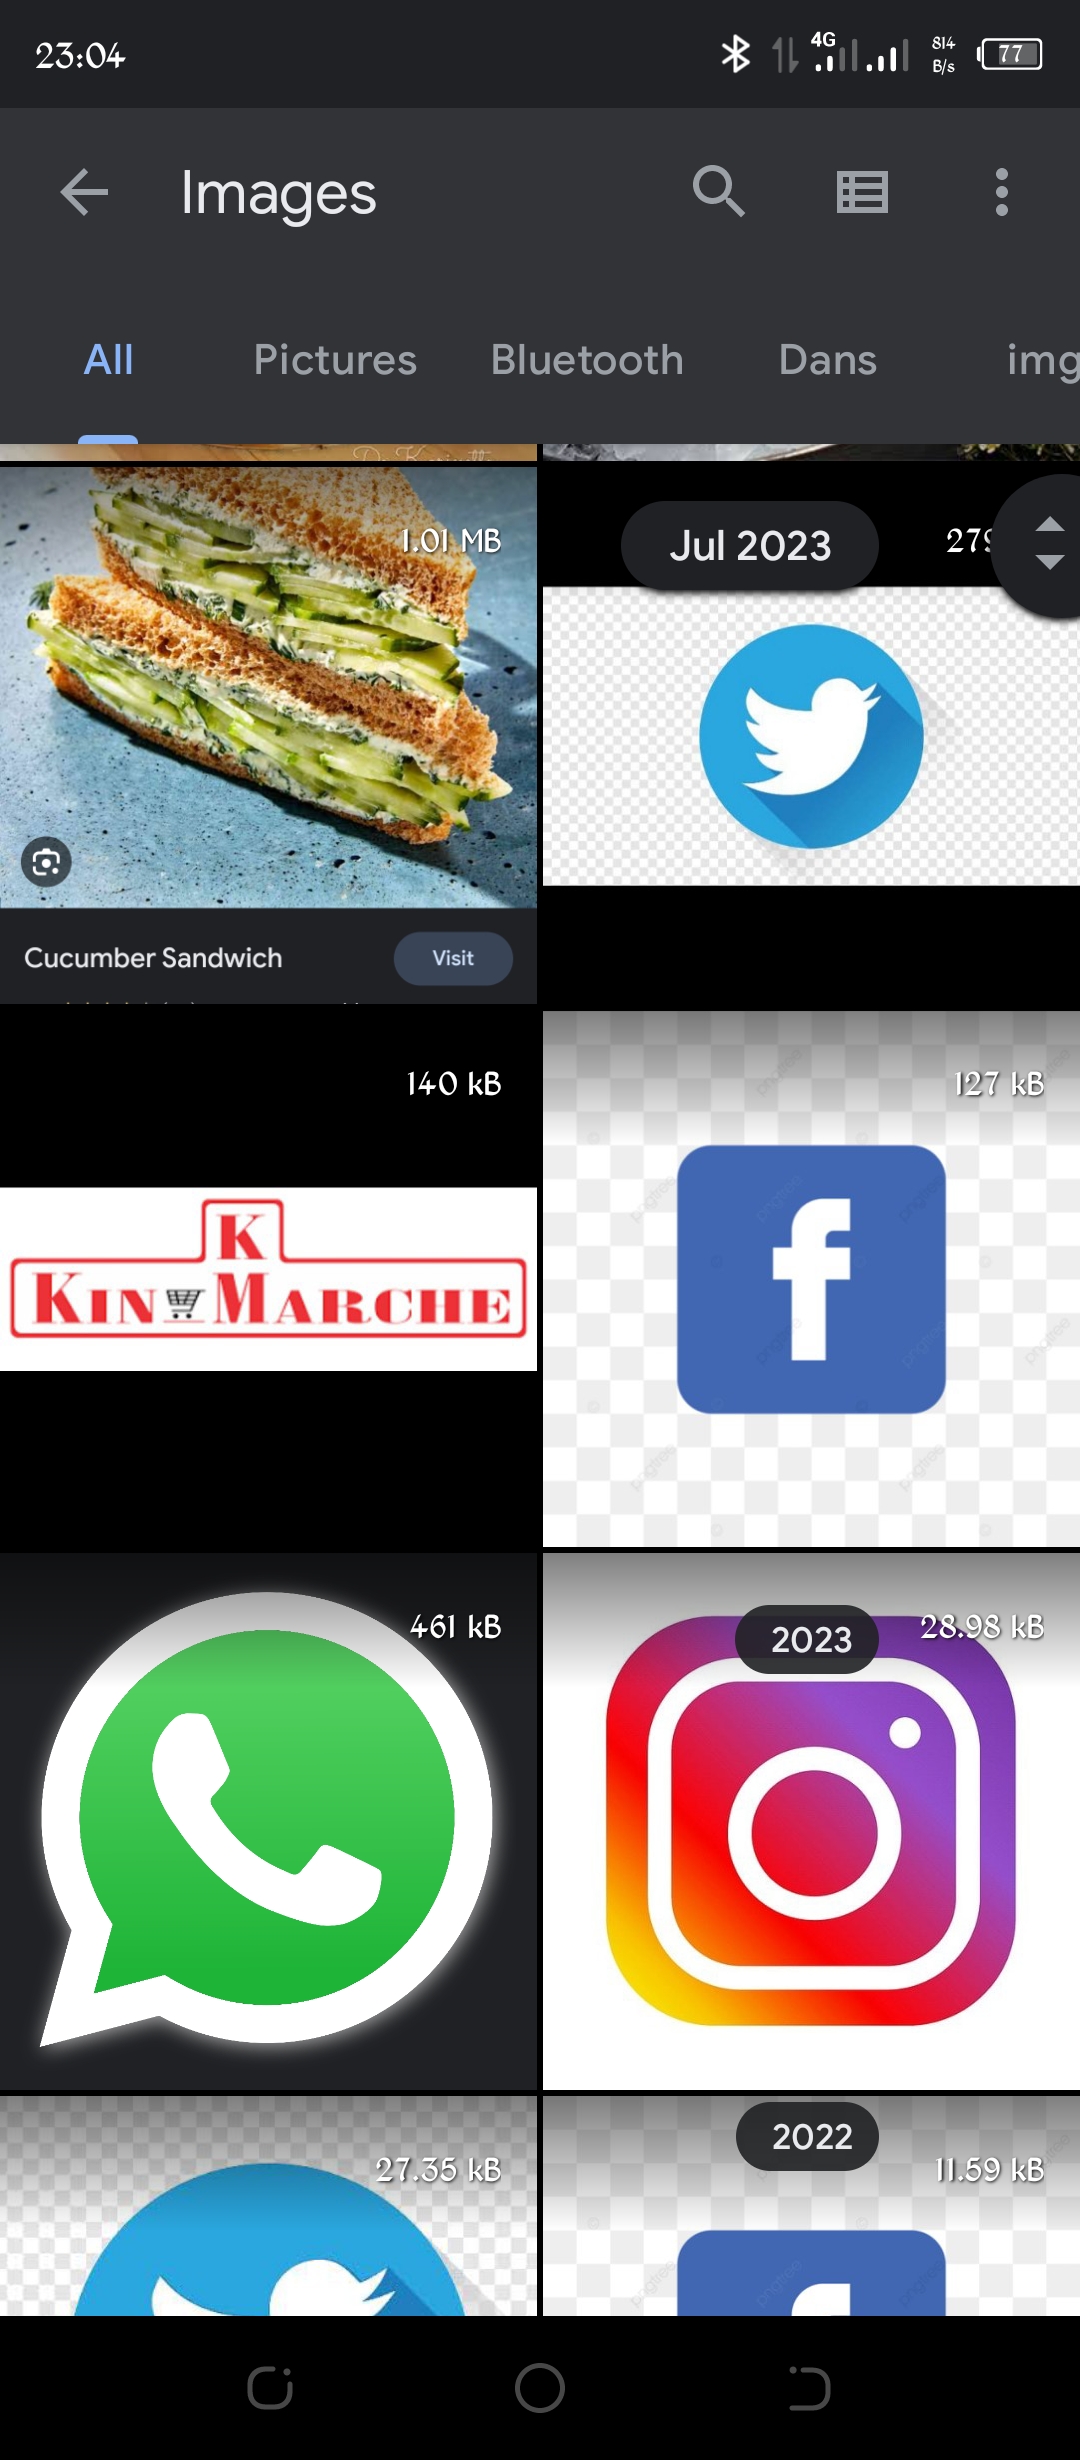 23:04
4G
814
B/s
77
Images
All Pictures Bluetooth Dans img
1.01 MB
Jul 2023
Cucumber Sandwich
Visit
140 kB
127 kB
K
KIN MARCHE
f
pngtree
461 kB
2023
28.98 kB
27.35 kB
2022
11.59 kB